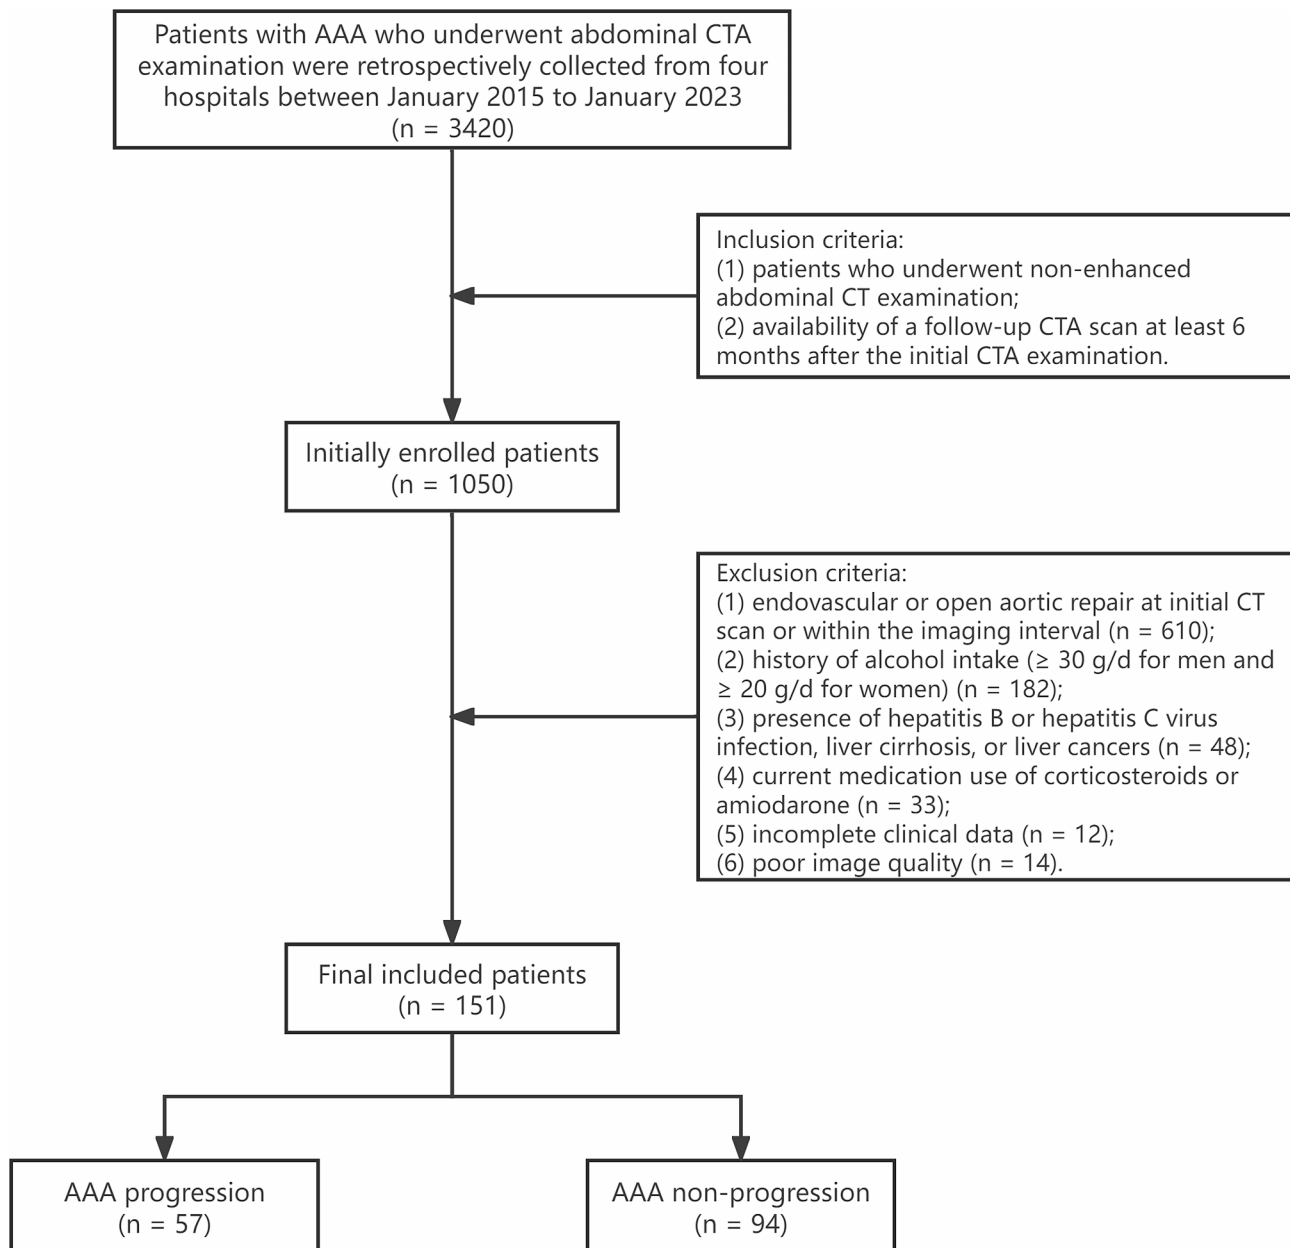 Patients with AAA who underwent abdominal CTA
examination were retrospectively collected from four
hospitals between January 2015 to January 2023
(n = 3420)
Inclusion criteria:
(1) patients who underwent non-enhanced
abdominal CT examination;
(2) availability of a follow-up CTA scan at least 6
months after the initial CTA examination.
Initially enrolled patients
(n = 1050)
Exclusion criteria:
(1) endovascular or open aortic repair at initial CT
scan or within the imaging interval (n = 610);
(2) history of alcohol intake (≥ 30 g/d for men and
≥ 20 g/d for women) (n = 182);
(3) presence of hepatitis B or hepatitis C virus
infection, liver cirrhosis, or liver cancers (n = 48);
(4) current medication use of corticosteroids or
amiodarone (n = 33);
(5) incomplete clinical data (n = 12);
(6) poor image quality (n = 14).
Final included patients
(n = 151)
AAA progression
(n = 57)
AAA non-progression
(n = 94)